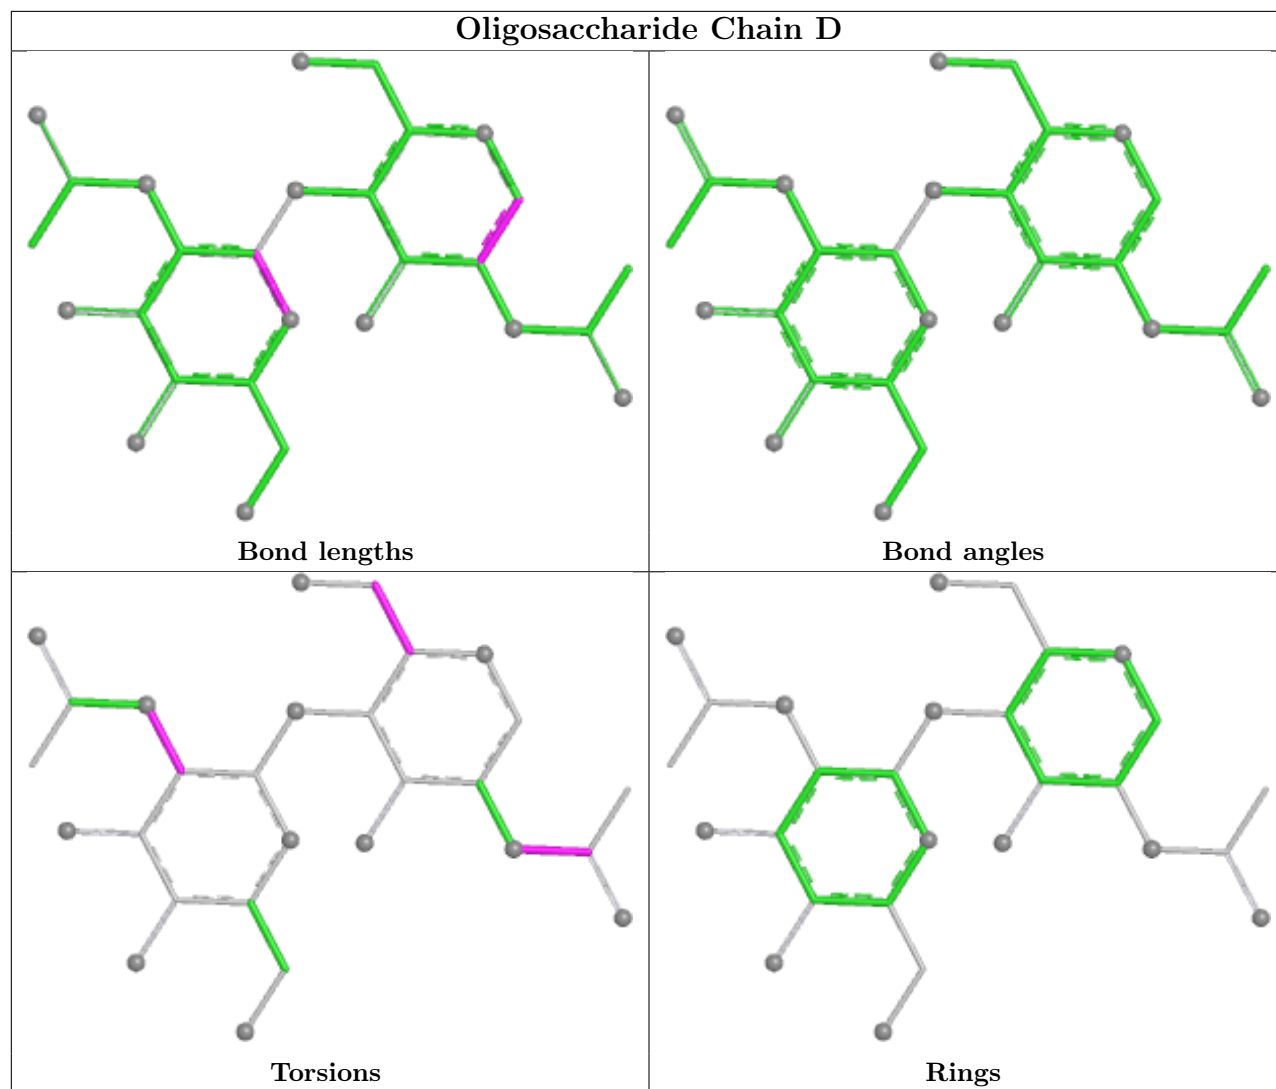 Oligosaccharide Chain D
Bond lengths
Bond angles
Torsions
Rings